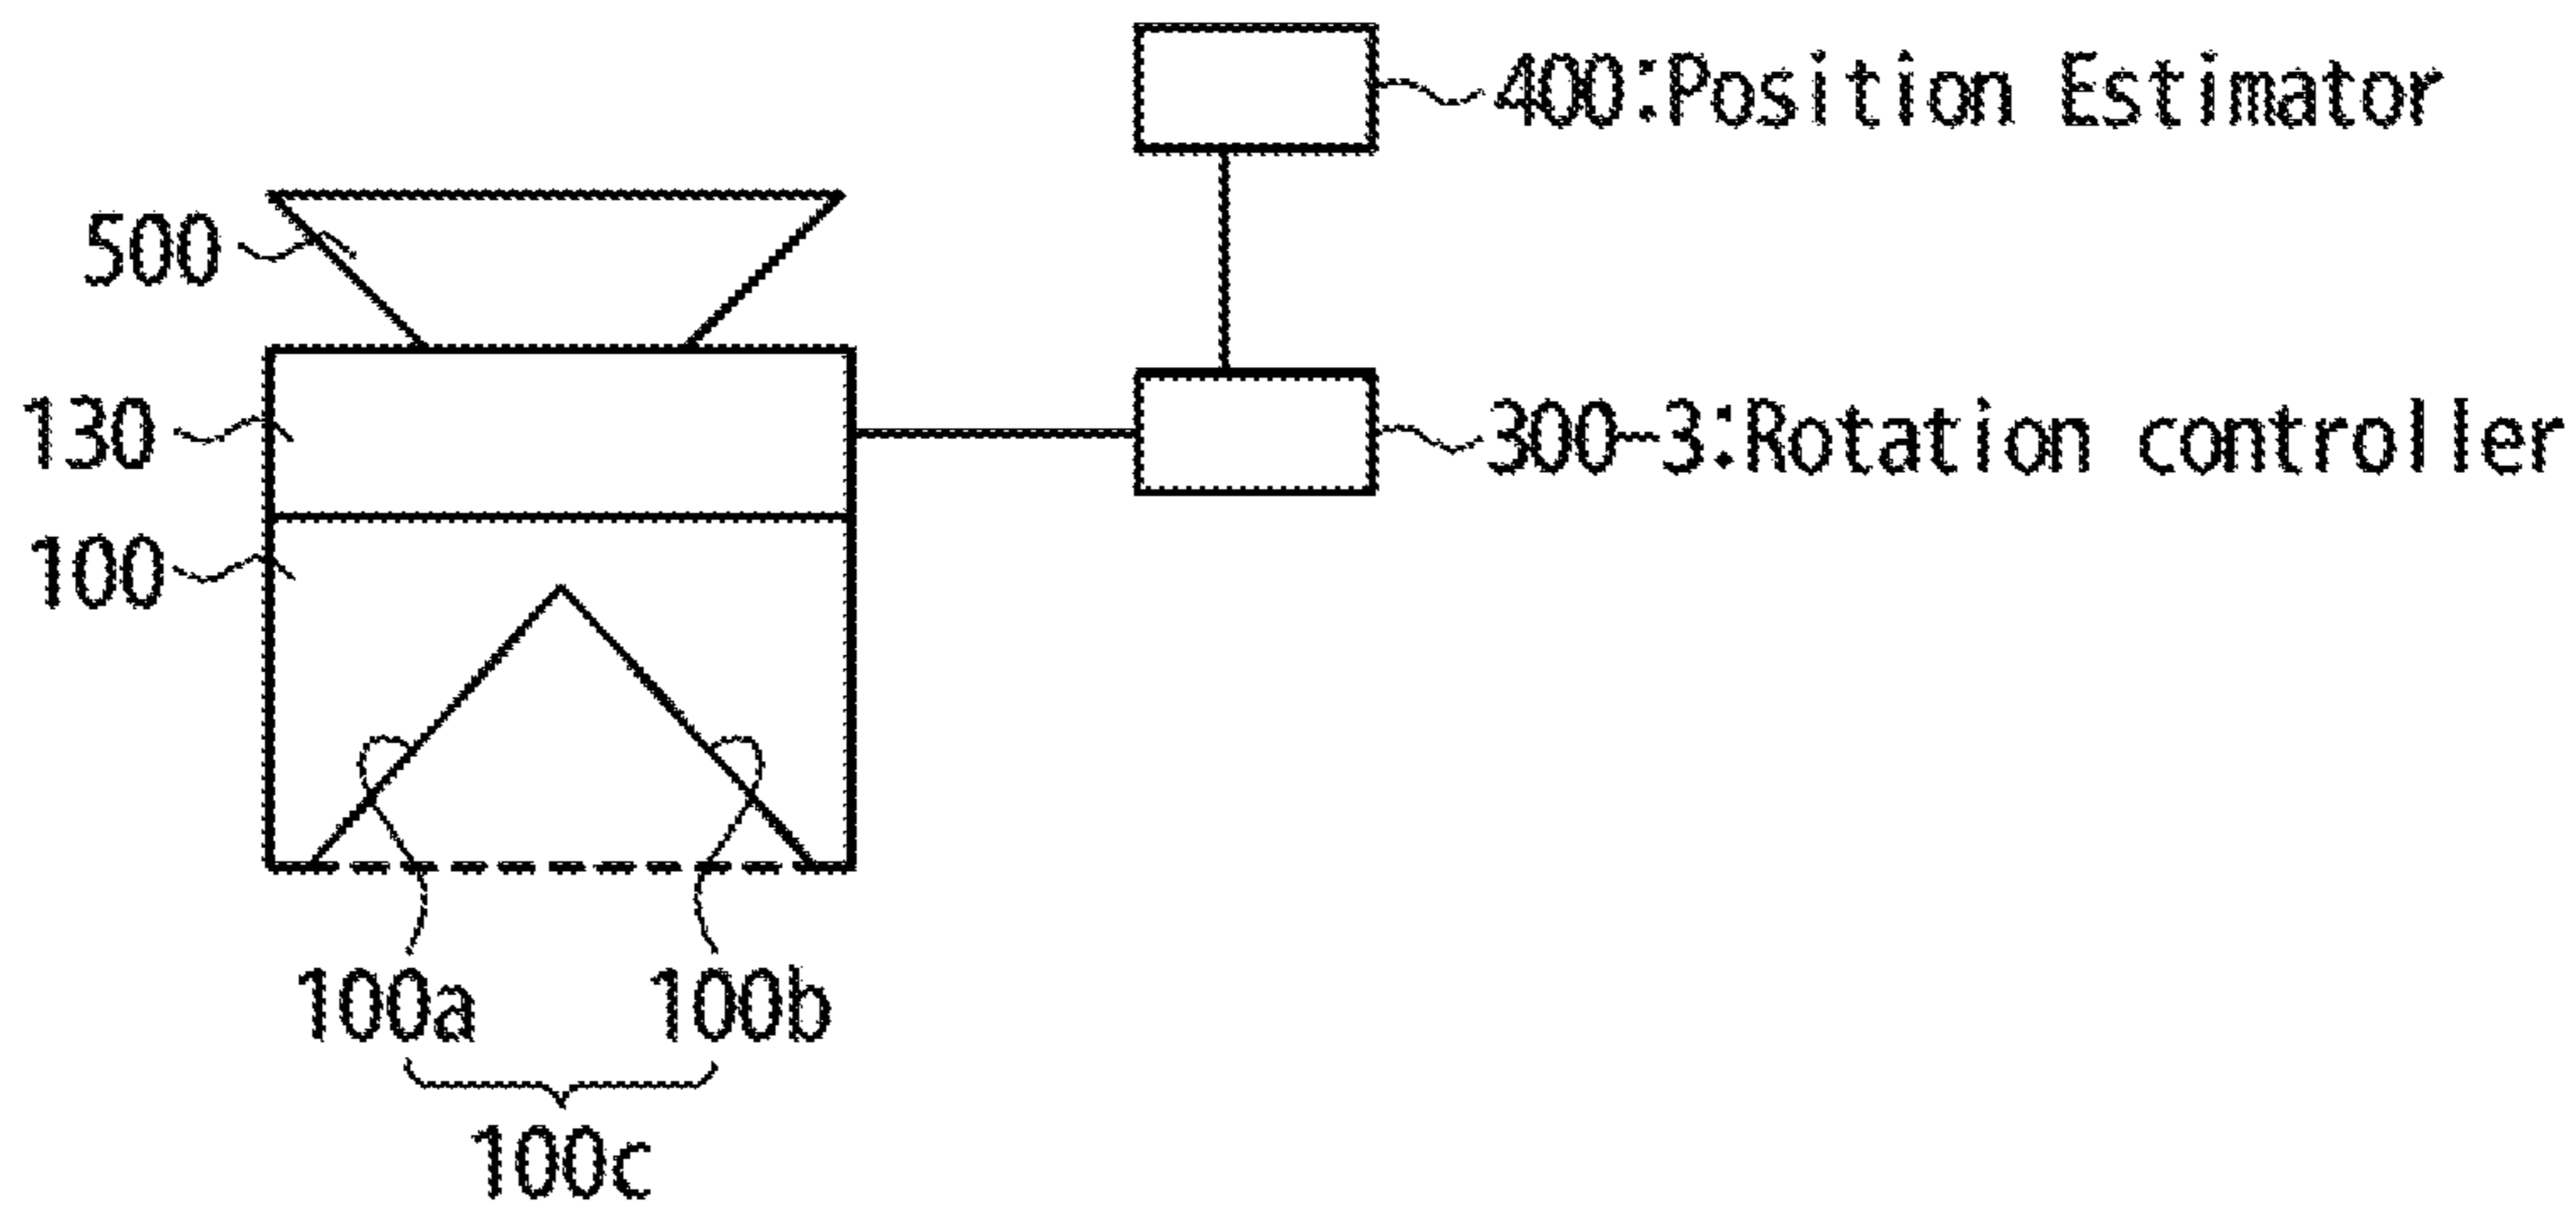 400:Position Estimator
500
130
300-3:Rotation controller
100
100a 100b
100c